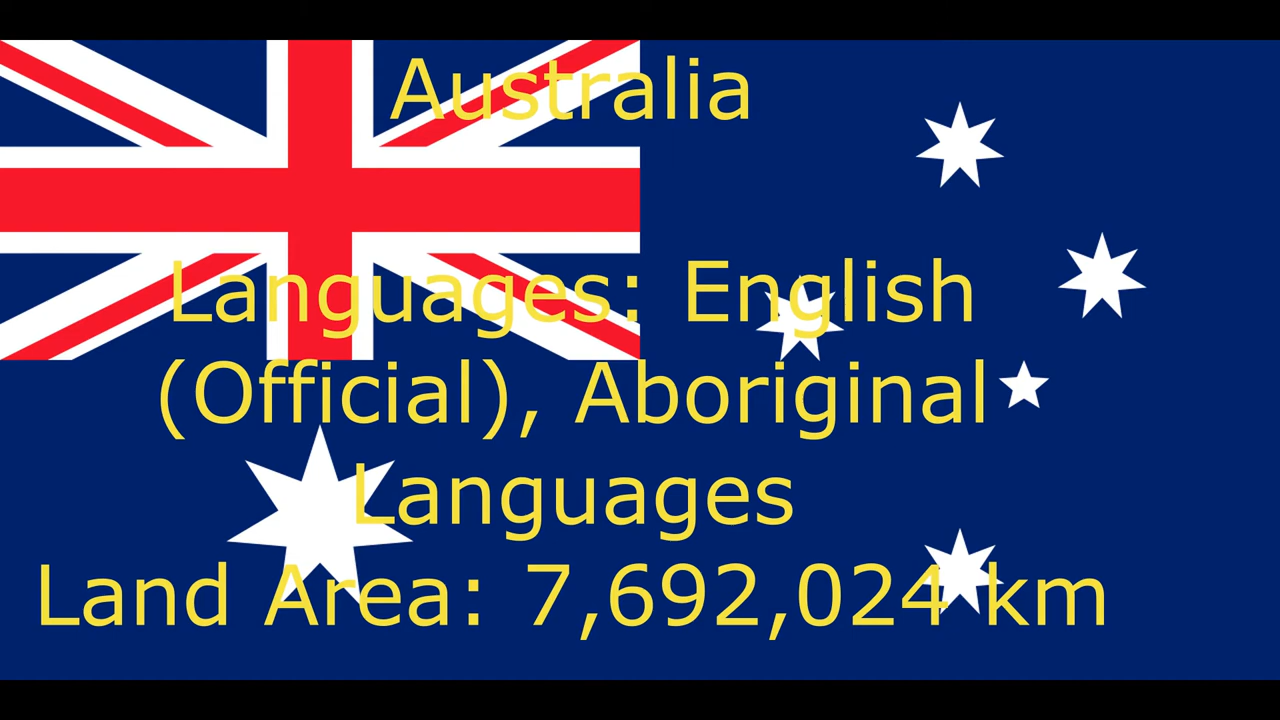 Australia
Languages: English
(Official), Aboriginal
Languages
Land Area: 7,692,024 km